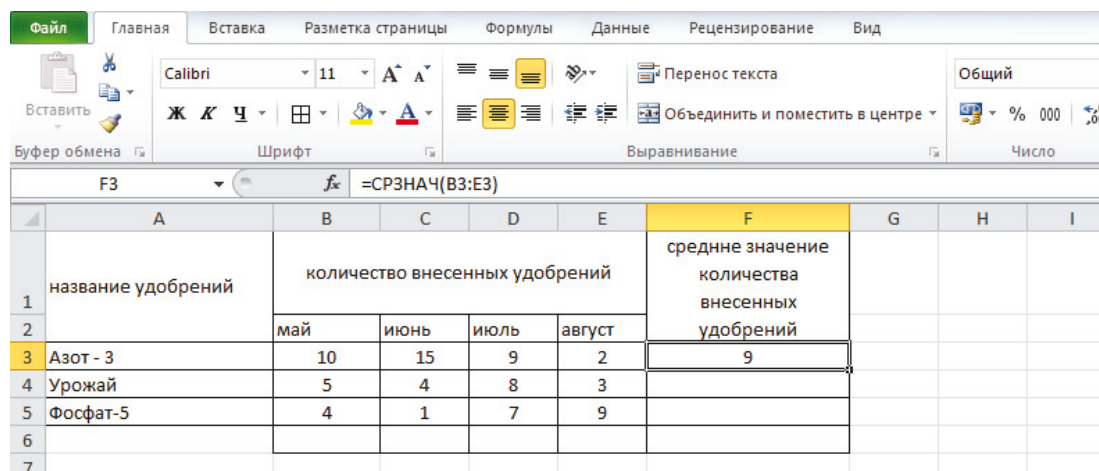 Файл Главная Вставка Разметка страницы Формулы Данные Рецензирование Вид
Calibri 11 A A Перенос текста Общий
Вставить Ж К Ч A Объединить и поместить в центре % 000
Буфер обмена Шрифт Выравнивание Число
F3 fx =СРЗНАЧ(B3:E3)
A B C D E F G H I
1 название удобрений количество внесенных удобрений средние значение
количества
внесенных
2 май июнь июль август удобрений
3 Азот - 3 10 15 9 2 9
4 Урожай 5 4 8 3
5 Фосфат-5 4 1 7 9
6
7